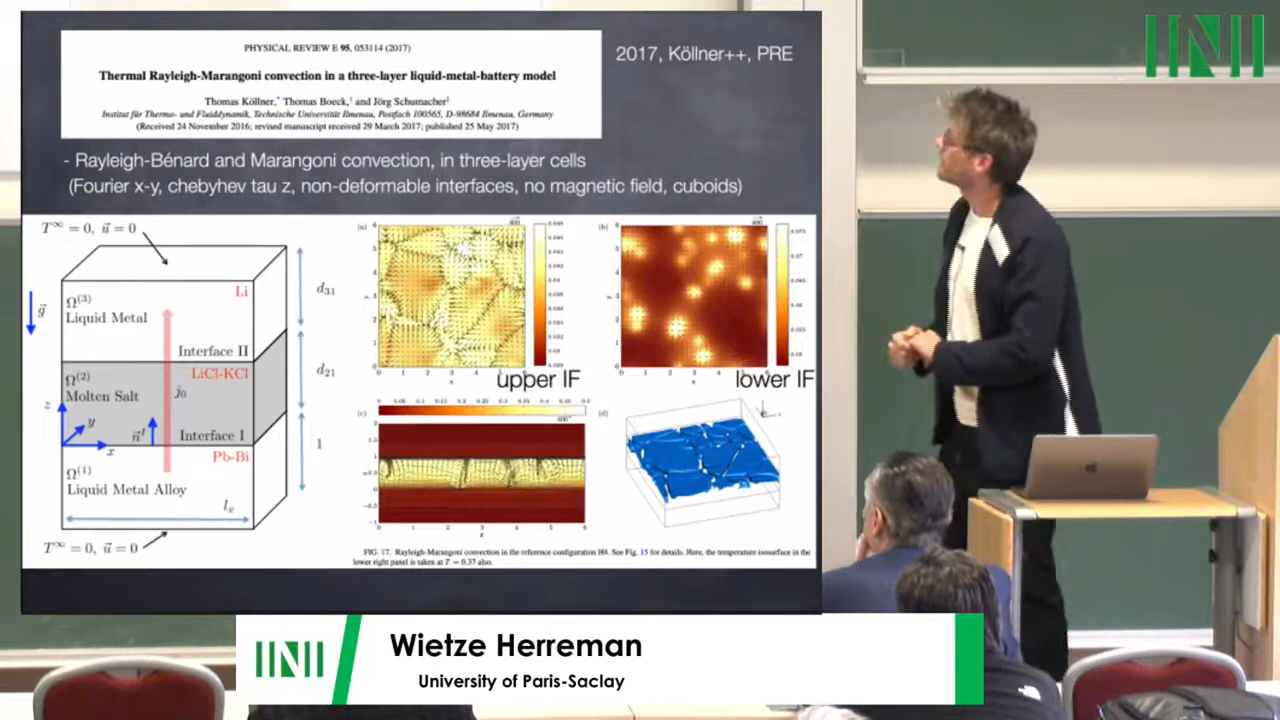 PHYSICAL REVIEW E 95, 053114 (2017)
Thermal Rayleigh-Marangoni convection in a three-layer liquid-metal-battery model
Thomas Köllner,* Thomas Boeck,† and Jörg Schumacher‡
Institut für Thermo- und Fluiddynamik, Technische Universität Ilmenau, Postfach 100565, D-98684 Ilmenau, Germany
(Received 24 November 2016; revised manuscript received 29 March 2017; published 25 May 2017)
2017, Köllner++, PRE
- Rayleigh-Bénard and Marangoni convection, in three-layer cells
(Fourier x-y, chebyhev tau z, non-deformable interfaces, no magnetic field, cuboids)
T^∞ = 0, u⃗ = 0
g⃗
Ω⁽³⁾
Li
Liquid Metal
d₃₁
Interface II
Ω⁽²⁾
LiCl-KCl
Molten Salt
j₀
d₂₁
z
y
n⃗ᴵ
Interface I
x
Pb-Bi
Ω⁽¹⁾
Liquid Metal Alloy
1
lₓ
T^∞ = 0, u⃗ = 0
(a)
(b)
upper IF
lower IF
(c)
(d)
FIG. 17. Rayleigh-Marangoni convection in the reference configuration H4. See Fig. 15 for details. Here, the temperature isosurface in the
lower right panel is taken at T = 0.37 also.
Wietze Herreman
University of Paris-Saclay